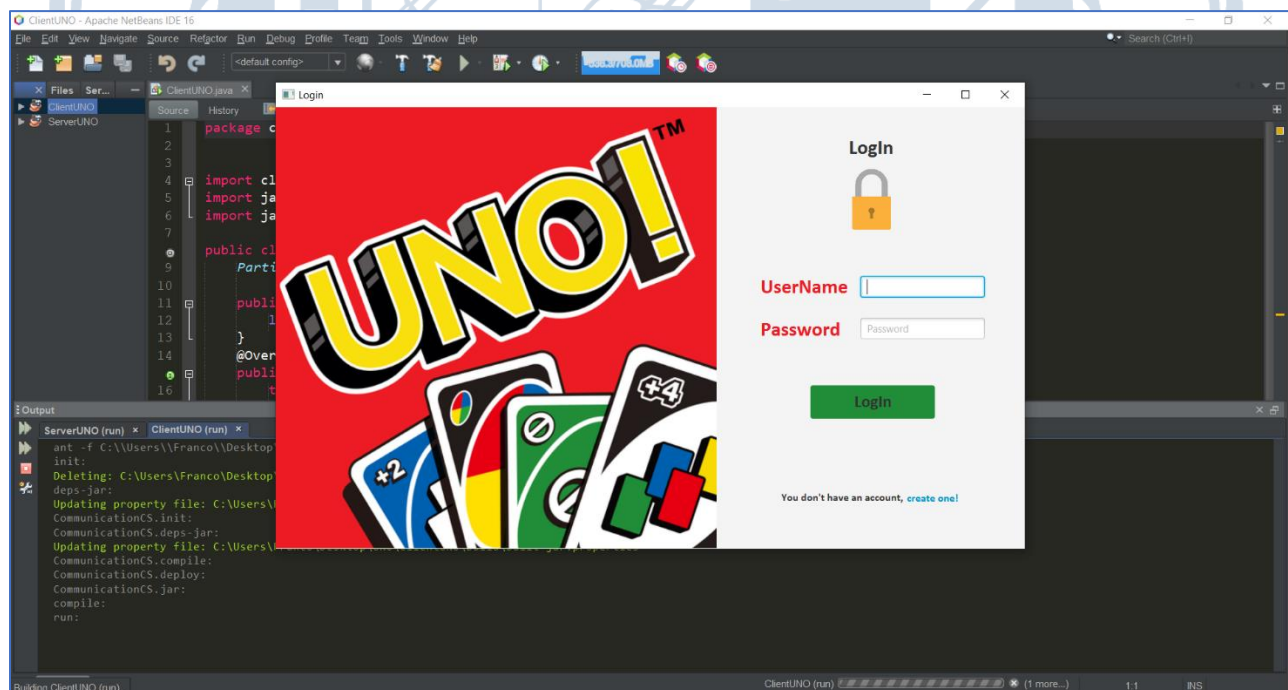 ClientUNO - Apache NetBeans IDE 16
File Edit View Navigate Source Refactor Run Debug Profile Team Tools Window Help
Search (Ctrl+I)
<default config>
Files Ser...
ClientUNO.java
ClientUNO
ServerUNO
Source History
1 package c
2
3
4 import cl
5 import ja
6 import ja
7
public cl
9 Parti
10
11 publi
12 l
13 }
14 @Over
publi
16 t
Login
UNO!™
+2
+4
LogIn
UserName
Password Password
LogIn
You don't have an account, create one!
Output
ServerUNO (run) × ClientUNO (run) ×
ant -f C:\\Users\\Franco\\Desktop
init:
Deleting: C:\Users\Franco\Desktop
deps-jar:
Updating property file: C:\Users\
CommunicationCS.init:
CommunicationCS.deps-jar:
Updating property file: C:\Users\
CommunicationCS.compile:
CommunicationCS.deploy:
CommunicationCS.jar:
compile:
run:
Building ClientUNO (run)
ClientUNO (run)
(1 more...)
1:1
INS